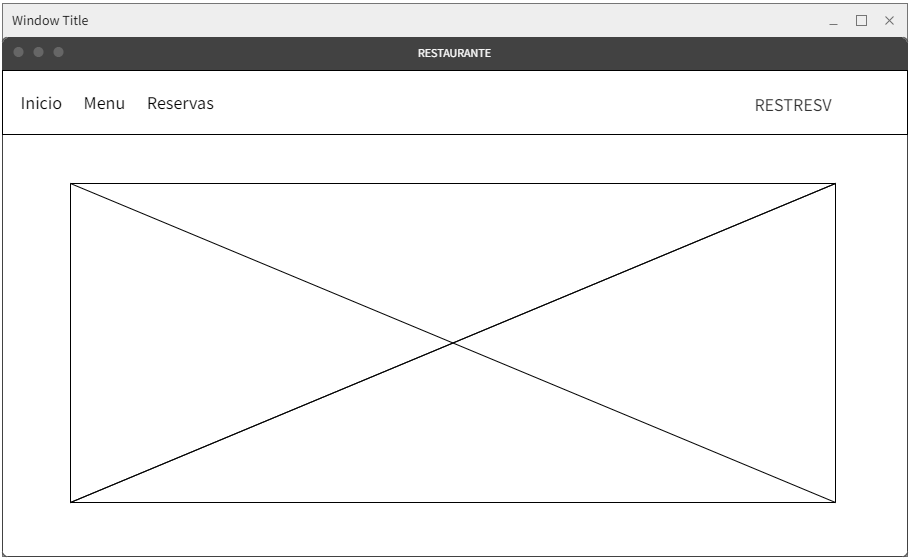 Window Title
RESTAURANTE
Inicio Menu Reservas RESTRESV